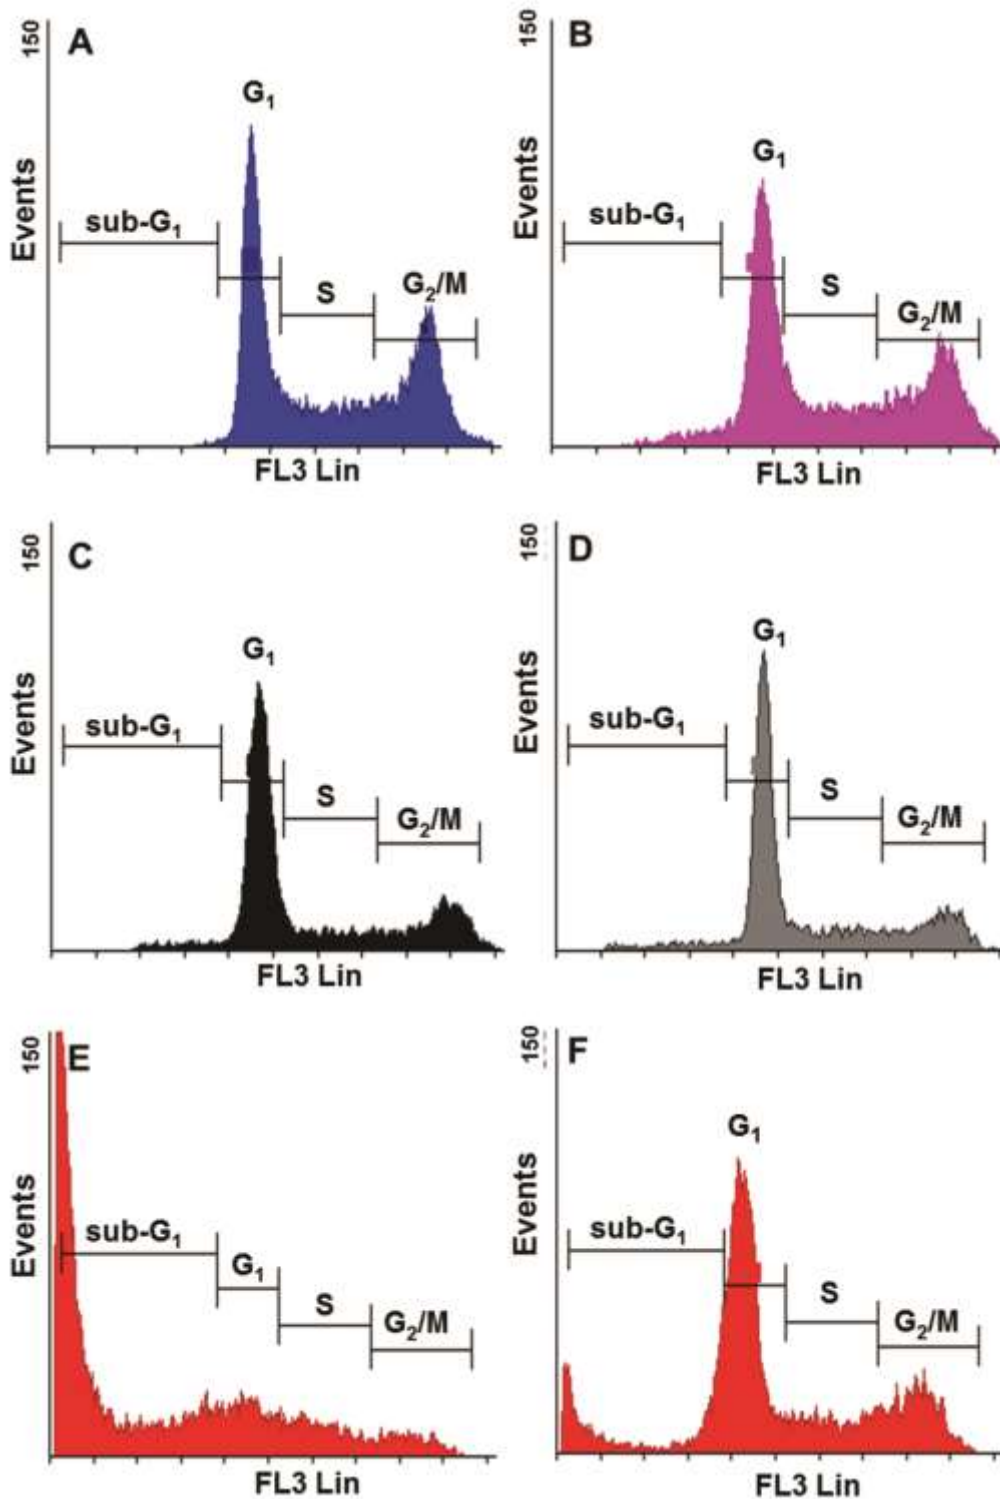 A
150
G₁
sub-G₁
S
G₂/M
Events
FL3 Lin
B
150
G₁
sub-G₁
S
G₂/M
Events
FL3 Lin
C
150
G₁
sub-G₁
S
G₂/M
Events
FL3 Lin
D
150
G₁
sub-G₁
S
G₂/M
Events
FL3 Lin
E
150
sub-G₁
G₁
S
G₂/M
Events
FL3 Lin
F
150
G₁
sub-G₁
S
G₂/M
Events
FL3 Lin